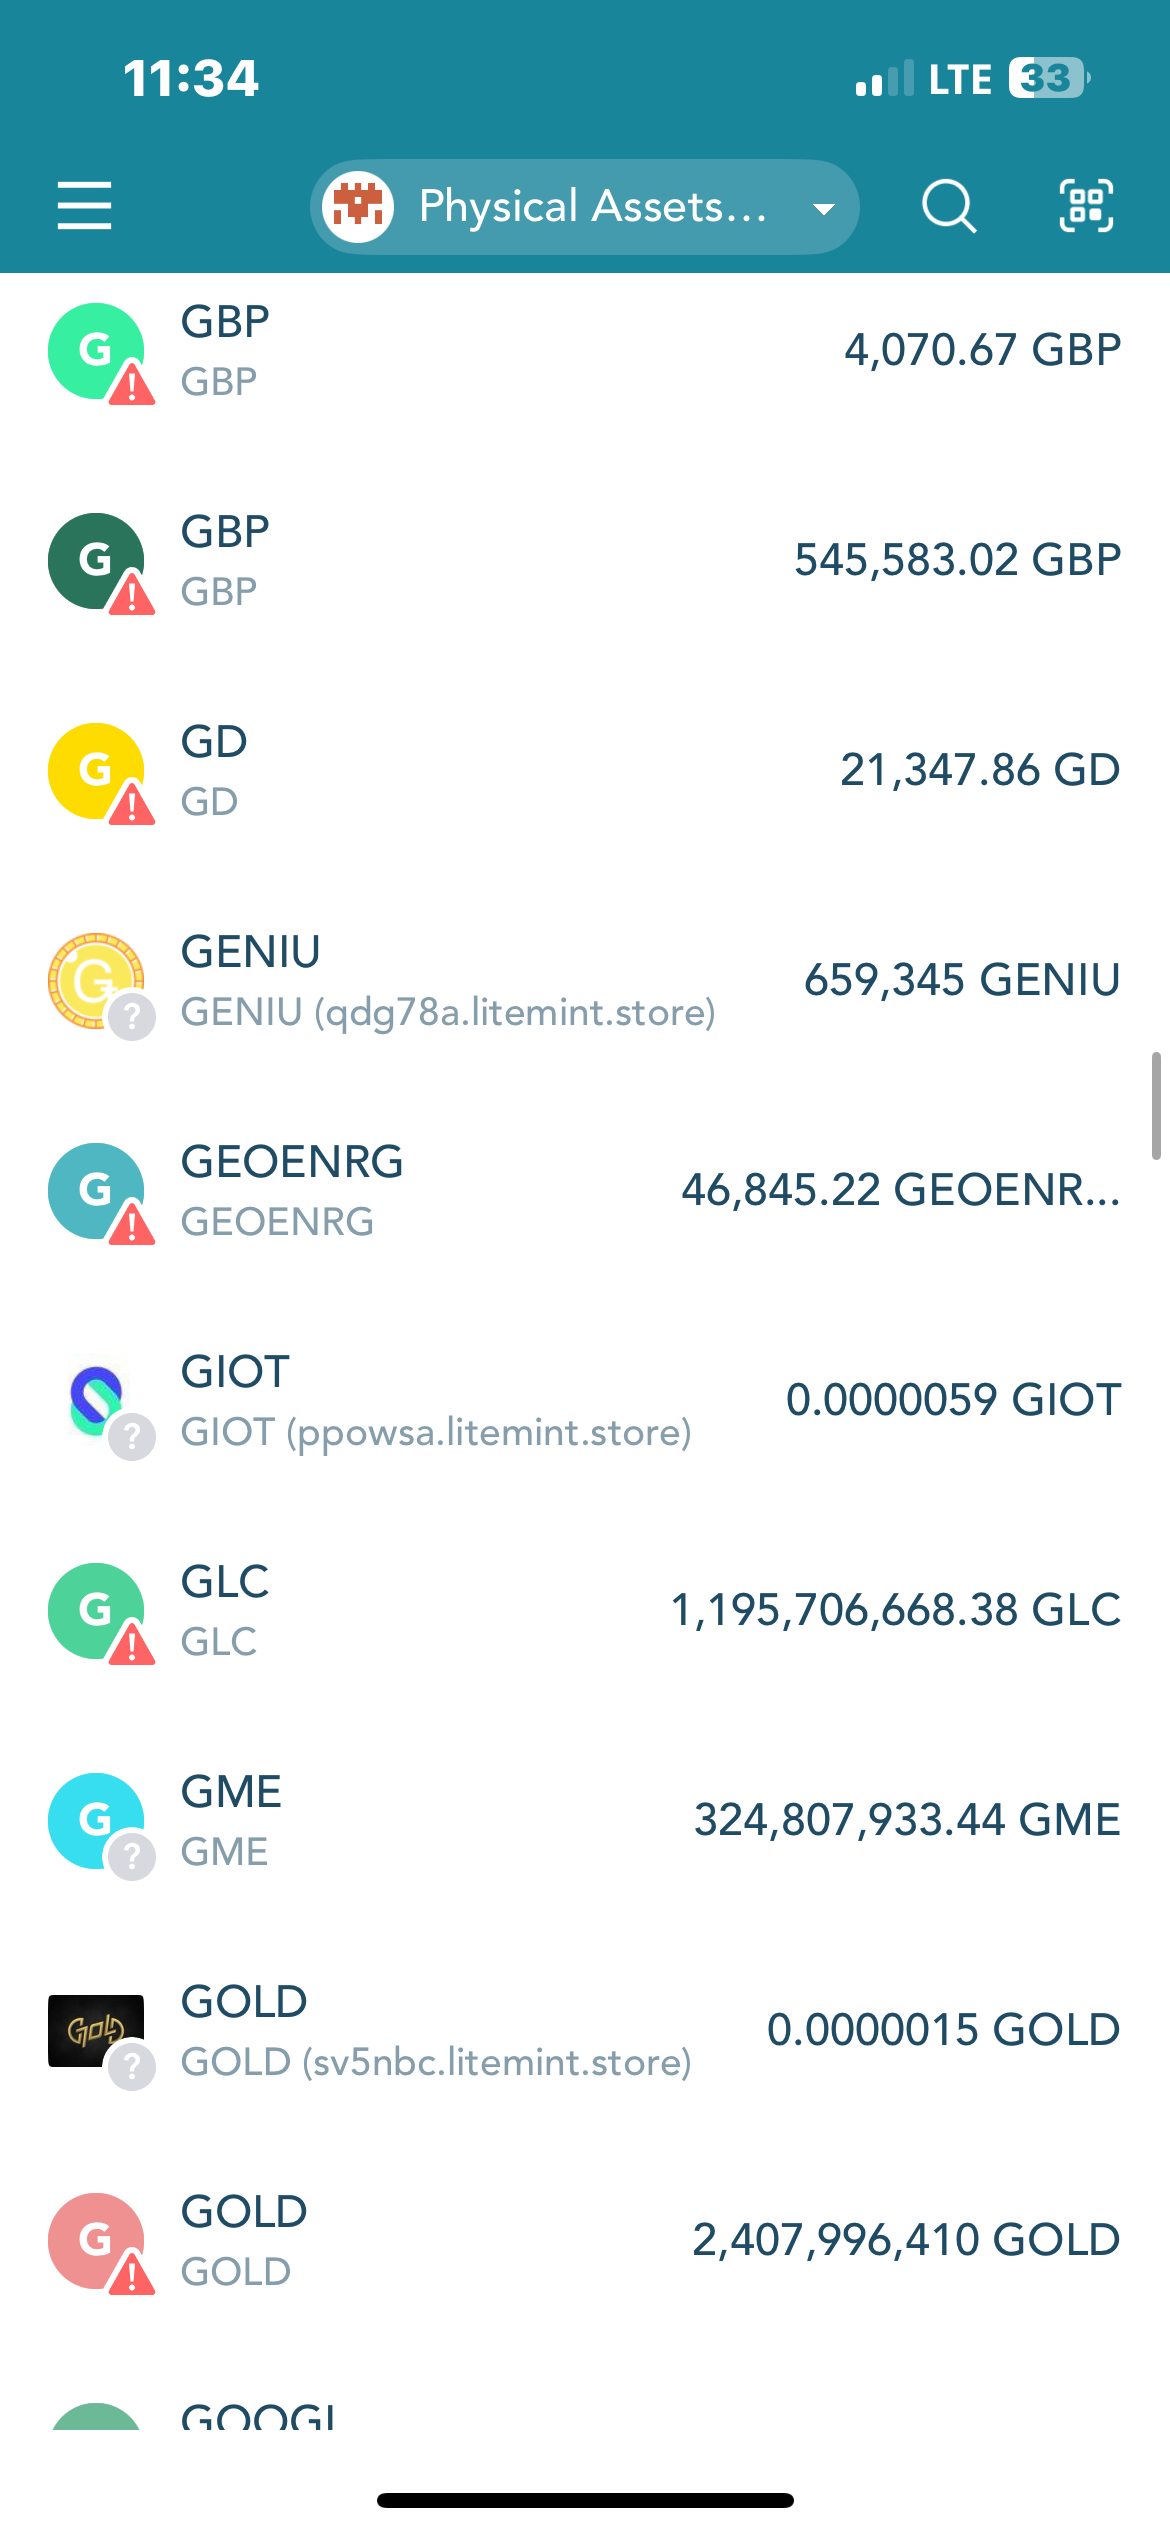 11:34
LTE 33
Physical Assets...
G
GBP
4,070.67 GBP
GBP
G
GBP
545,583.02 GBP
GBP
G
GD
21,347.86 GD
GD
G
GENIU
659,345 GENIU
GENIU (qdg78a.litemint.store)
?
G
GEOENRG
46,845.22 GEOENR...
GEOENRG
GIOT
0.0000059 GIOT
GIOT (ppowsa.litemint.store)
?
G
GLC
1,195,706,668.38 GLC
GLC
G
GME
324,807,933.44 GME
GME
?
GOLD
GOLD
0.0000015 GOLD
GOLD (sv5nbc.litemint.store)
?
G
GOLD
2,407,996,410 GOLD
GOLD